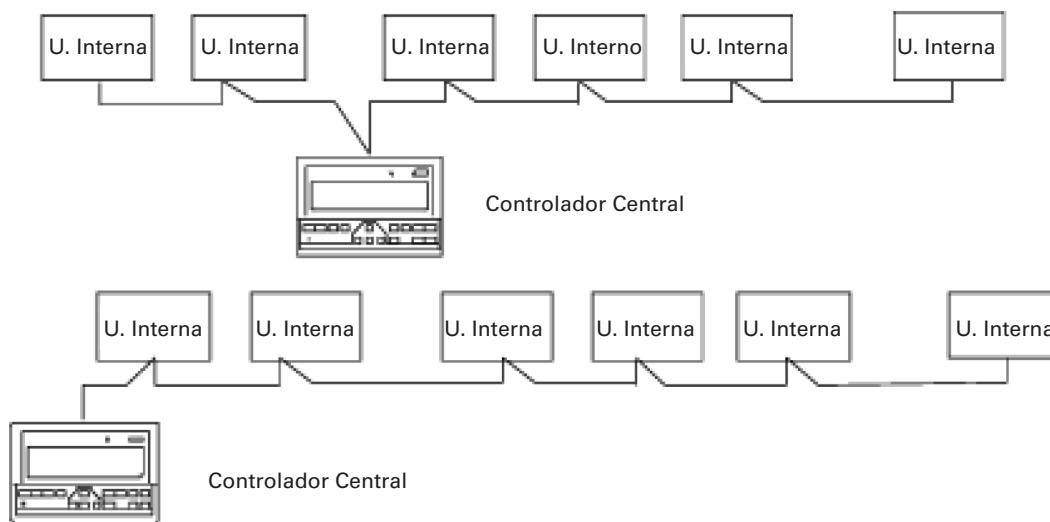 U. Interna U. Interna U. Interna U. Interno U. Interna U. Interna
Controlador Central
U. Interna U. Interna U. Interna U. Interna U. Interna U. Interna
Controlador Central